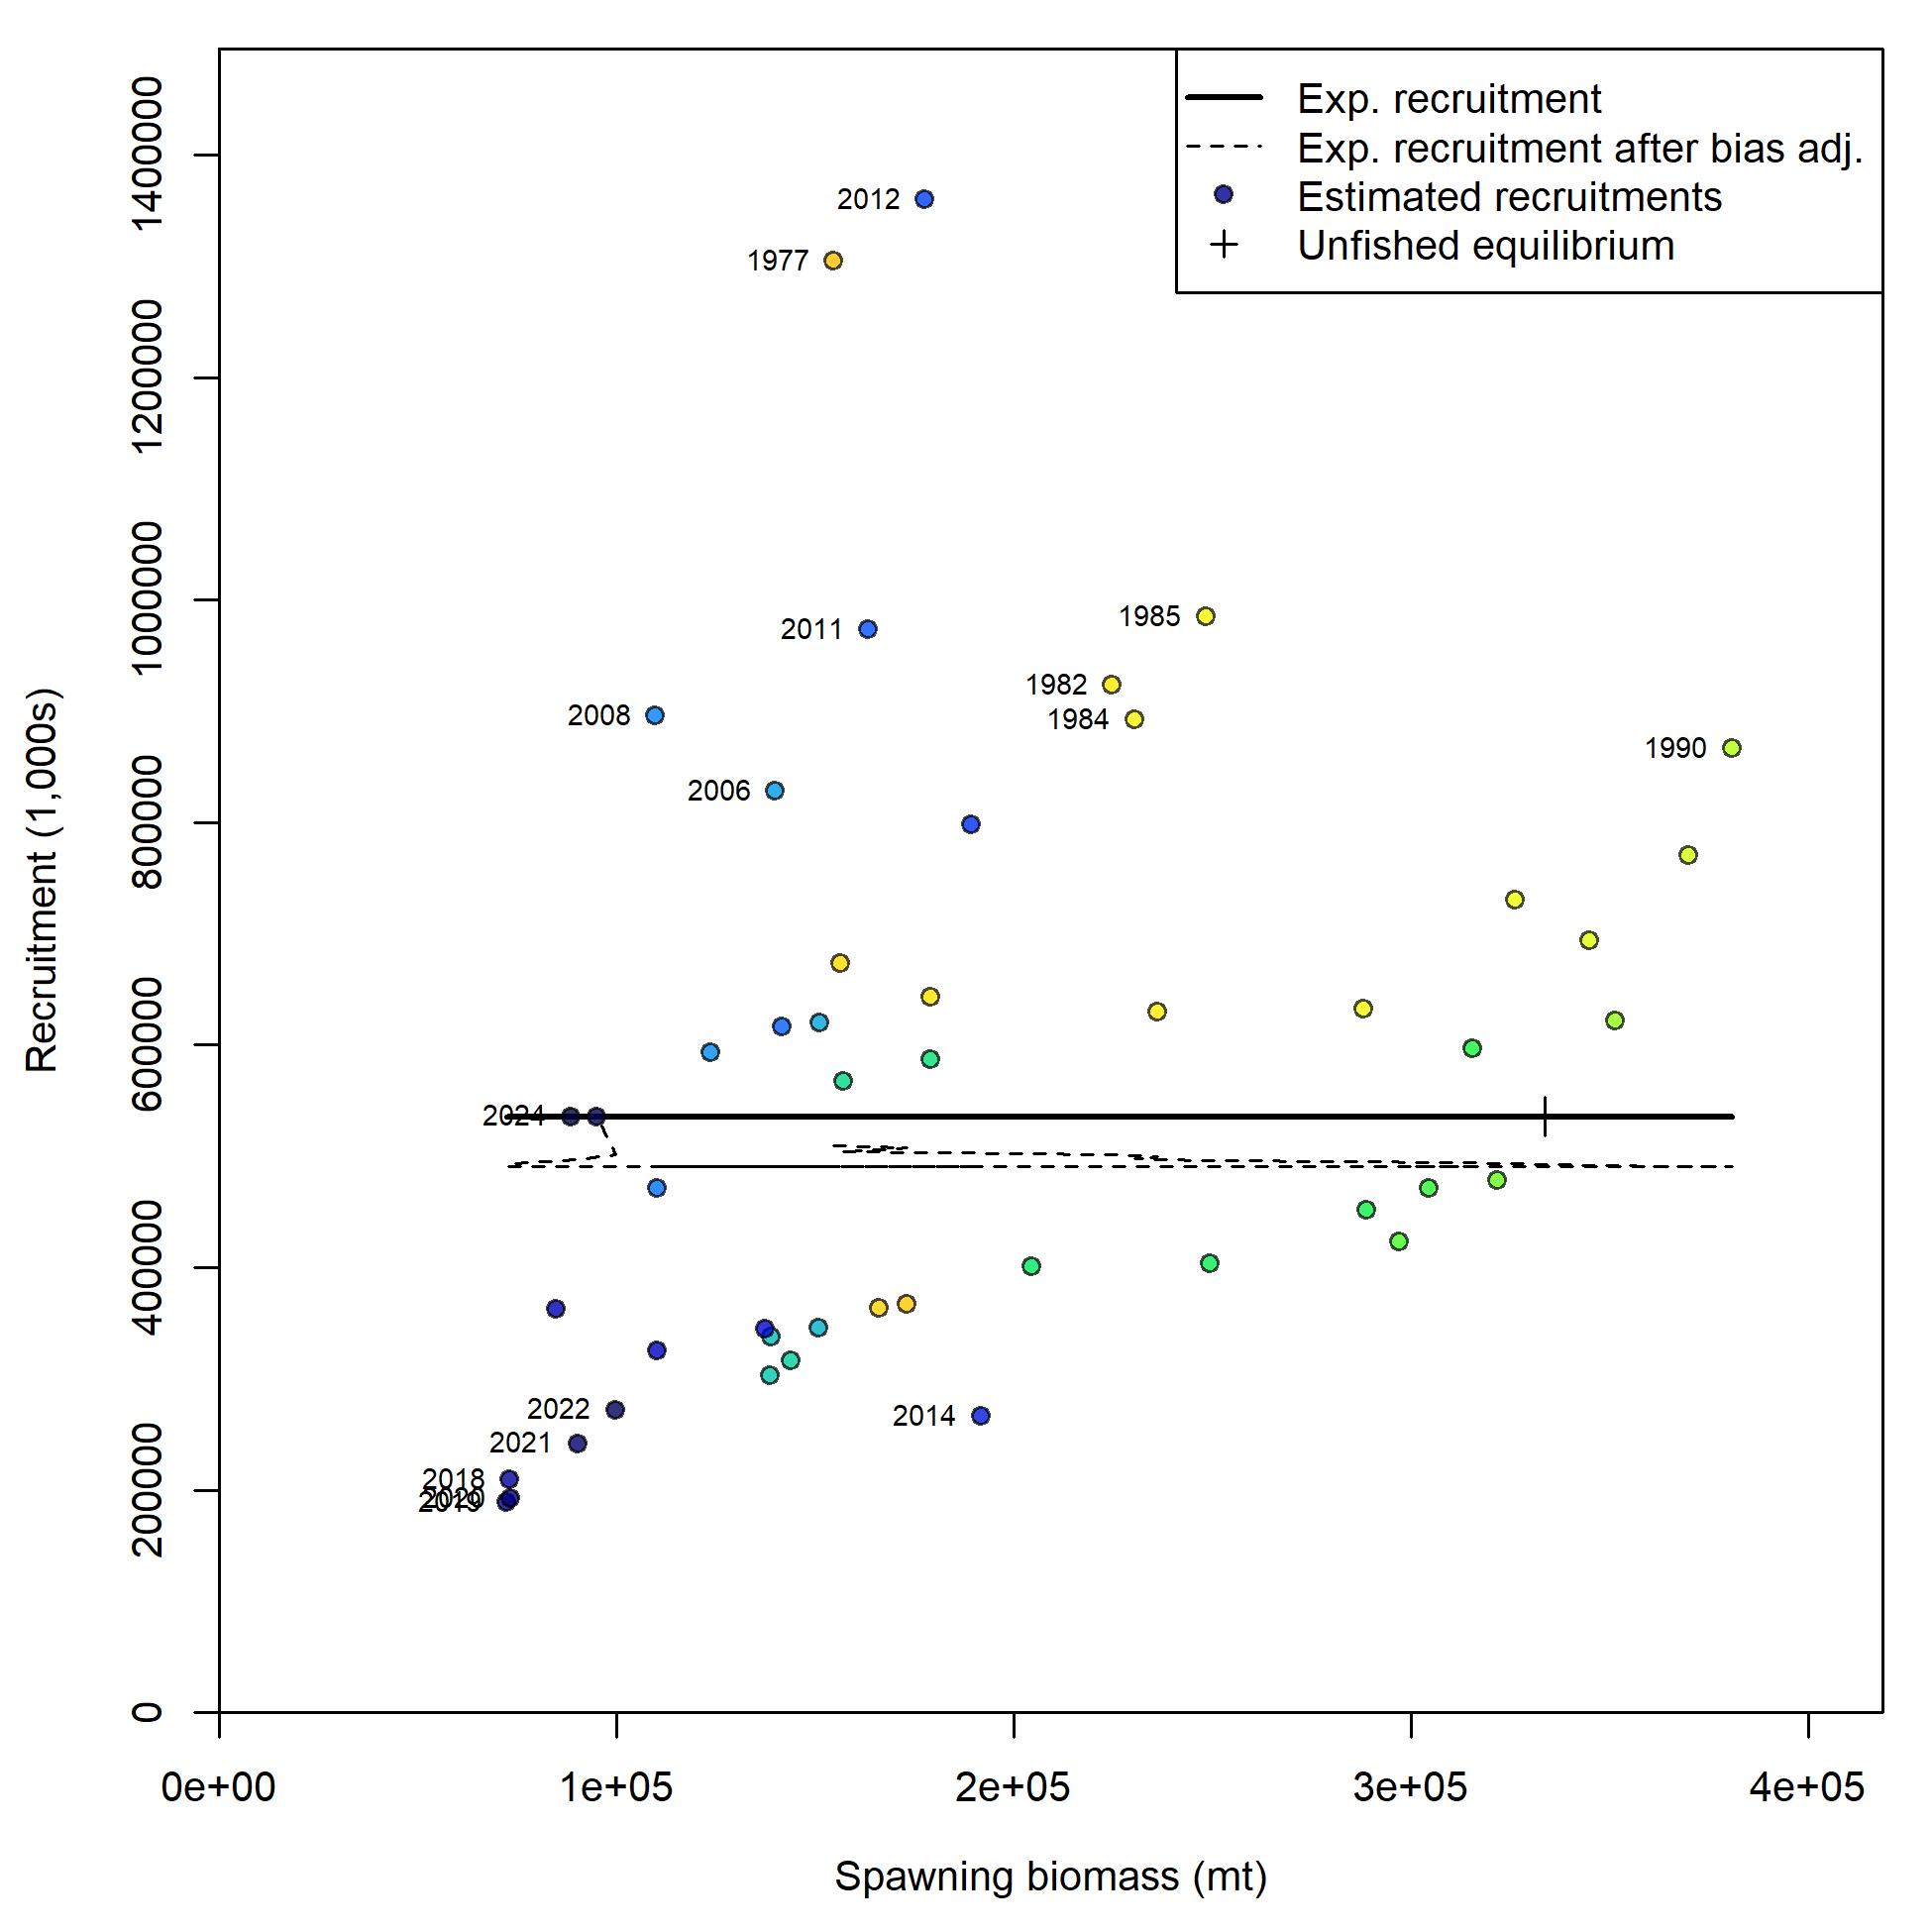 Exp. recruitment
Exp. recruitment after bias adj.
Estimated recruitments
Unfished equilibrium
2012
1977
2011
1985
1982
1984
2008
1990
2006
2024
2022
2014
2021
2018
2020
2019
Recruitment (1,000s)
1400000
1200000
1000000
800000
600000
400000
200000
0
0e+00
1e+05
2e+05
3e+05
4e+05
Spawning biomass (mt)